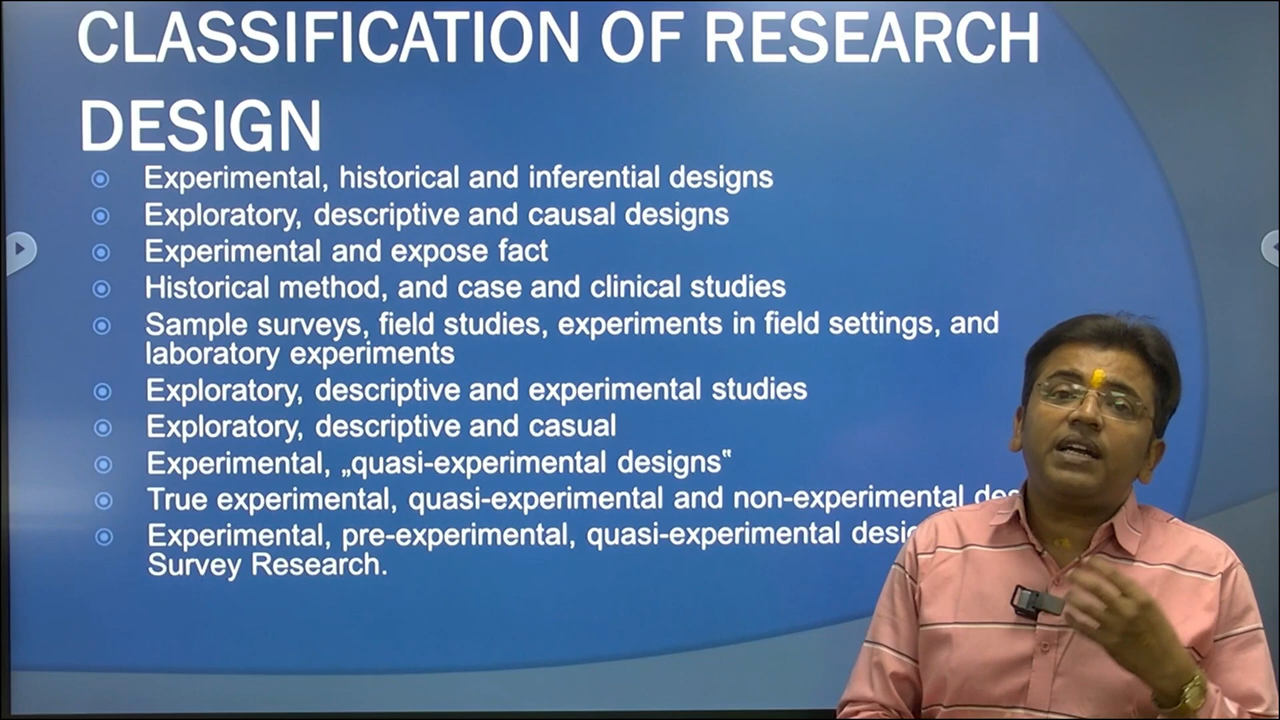 CLASSIFICATION OF RESEARCH
DESIGN
Experimental, historical and inferential designs
Exploratory, descriptive and causal designs
Experimental and expose fact
Historical method, and case and clinical studies
Sample surveys, field studies, experiments in field settings, and
laboratory experiments
Exploratory, descriptive and experimental studies
Exploratory, descriptive and casual
Experimental, „quasi-experimental designs‟
True experimental, quasi-experimental and non-experimental
Experimental, pre-experimental, quasi-experimental
Survey Research.